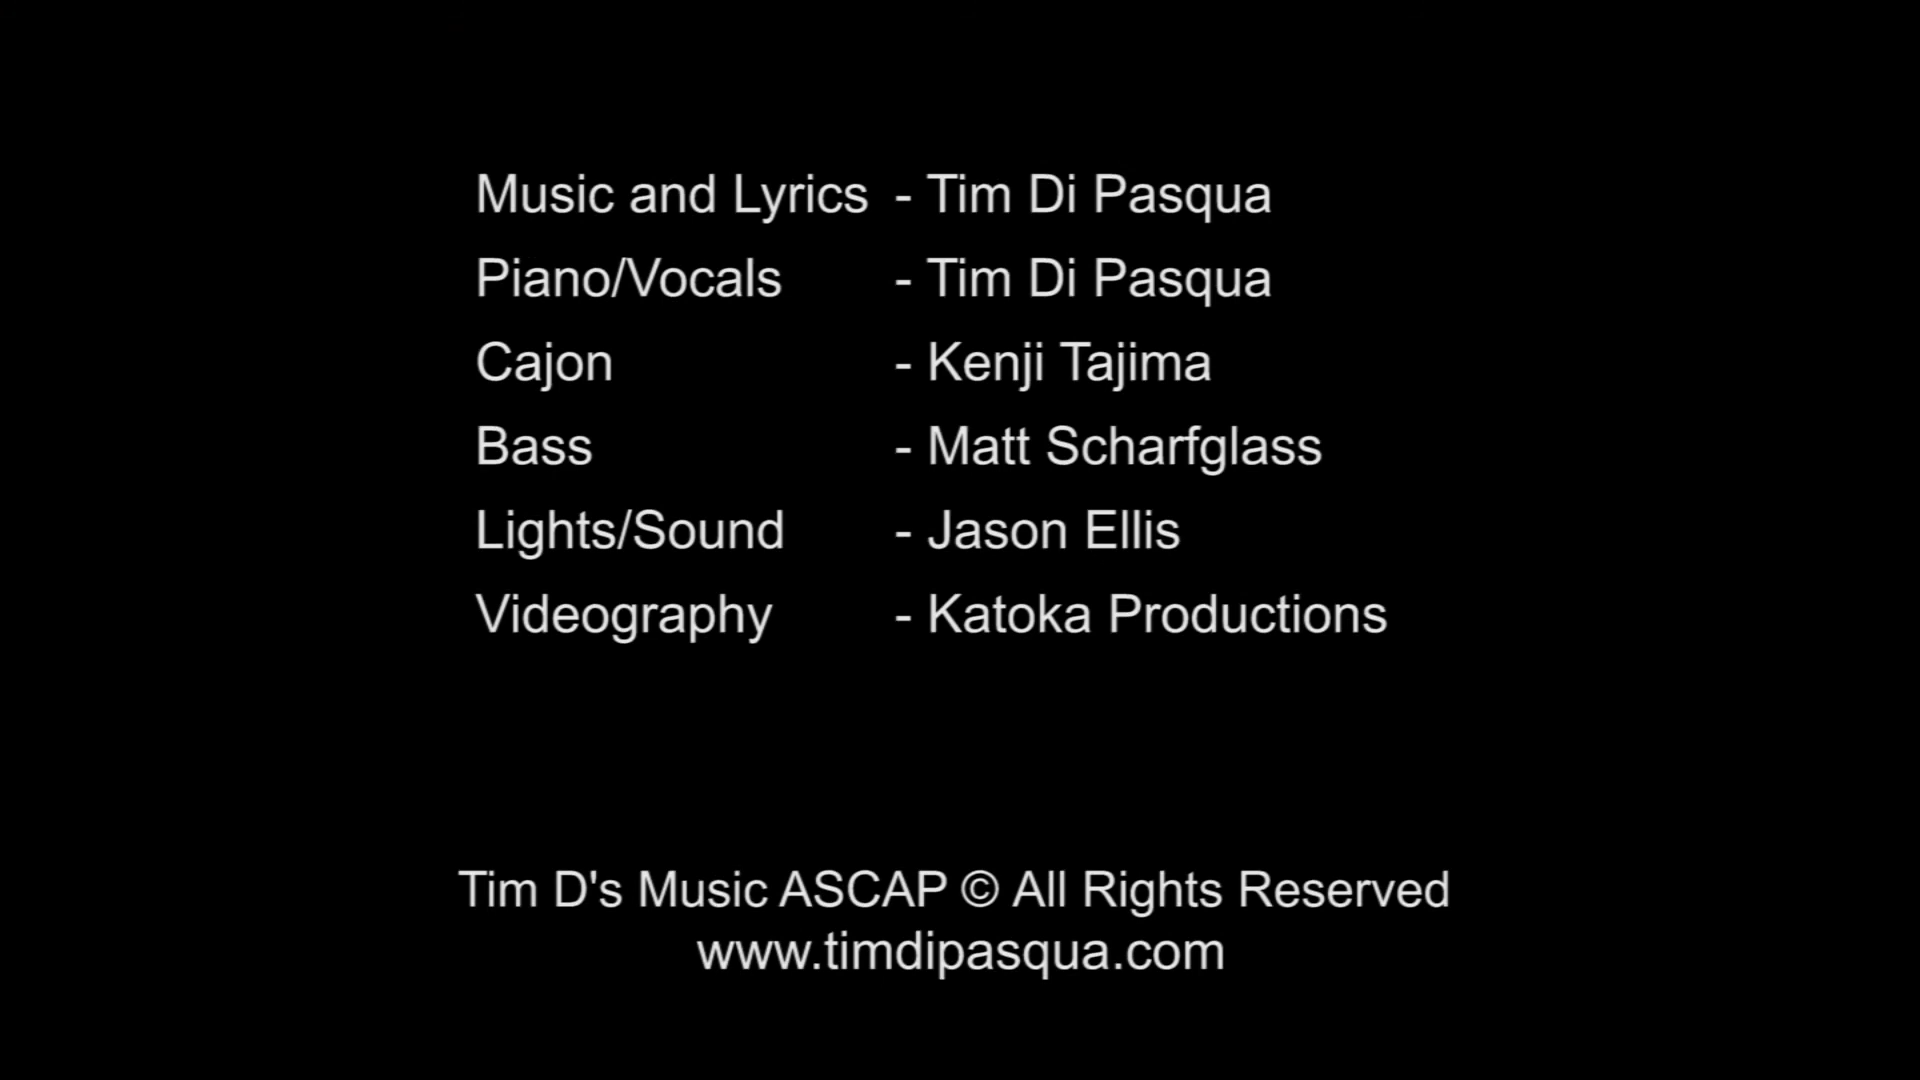 Music and Lyrics - Tim Di Pasqua
Piano/Vocals - Tim Di Pasqua
Cajon - Kenji Tajima
Bass - Matt Scharfglass
Lights/Sound - Jason Ellis
Videography - Katoka Productions
Tim D's Music ASCAP © All Rights Reserved
www.timdipasqua.com